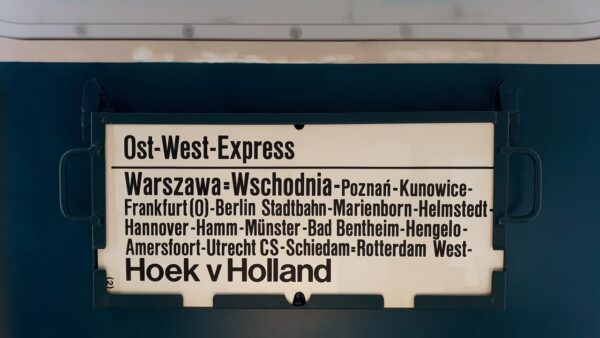 Ost-West-Express
Warszawa=Wschodnia-Poznań-Kunowice-
Frankfurt(O)-Berlin Stadtbahn-Marienborn-Helmstedt-
Hannover-Hamm-Münster-Bad Bentheim-Hengelo-
Amersfoort-Utrecht CS-Schiedam=Rotterdam West-
Hoek v Holland
(2)